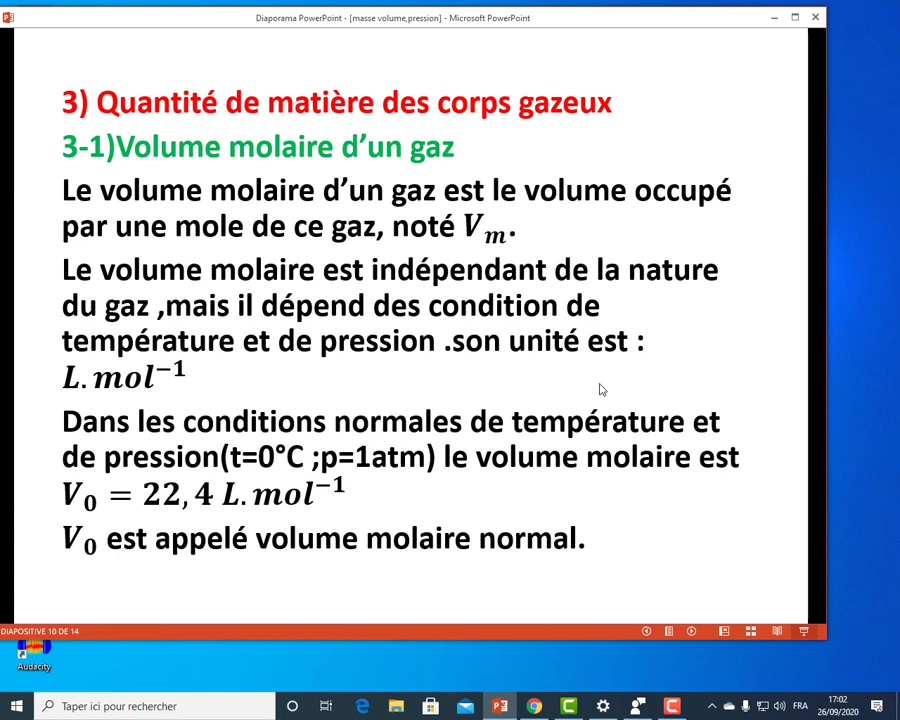 Diaporama PowerPoint - [masse volume,pression] - Microsoft PowerPoint
3) Quantité de matière des corps gazeux
3-1)Volume molaire d’un gaz
Le volume molaire d’un gaz est le volume occupé
par une mole de ce gaz, noté Vₘ.
Le volume molaire est indépendant de la nature
du gaz ,mais il dépend des condition de
température et de pression .son unité est :
L.mol⁻¹
Dans les conditions normales de température et
de pression(t=0°C ;p=1atm) le volume molaire est
V₀ = 22,4 L.mol⁻¹
V₀ est appelé volume molaire normal.
DIAPOSITIVE 10 DE 14
Audacity
Taper ici pour rechercher
FRA
17:02
26/09/2020